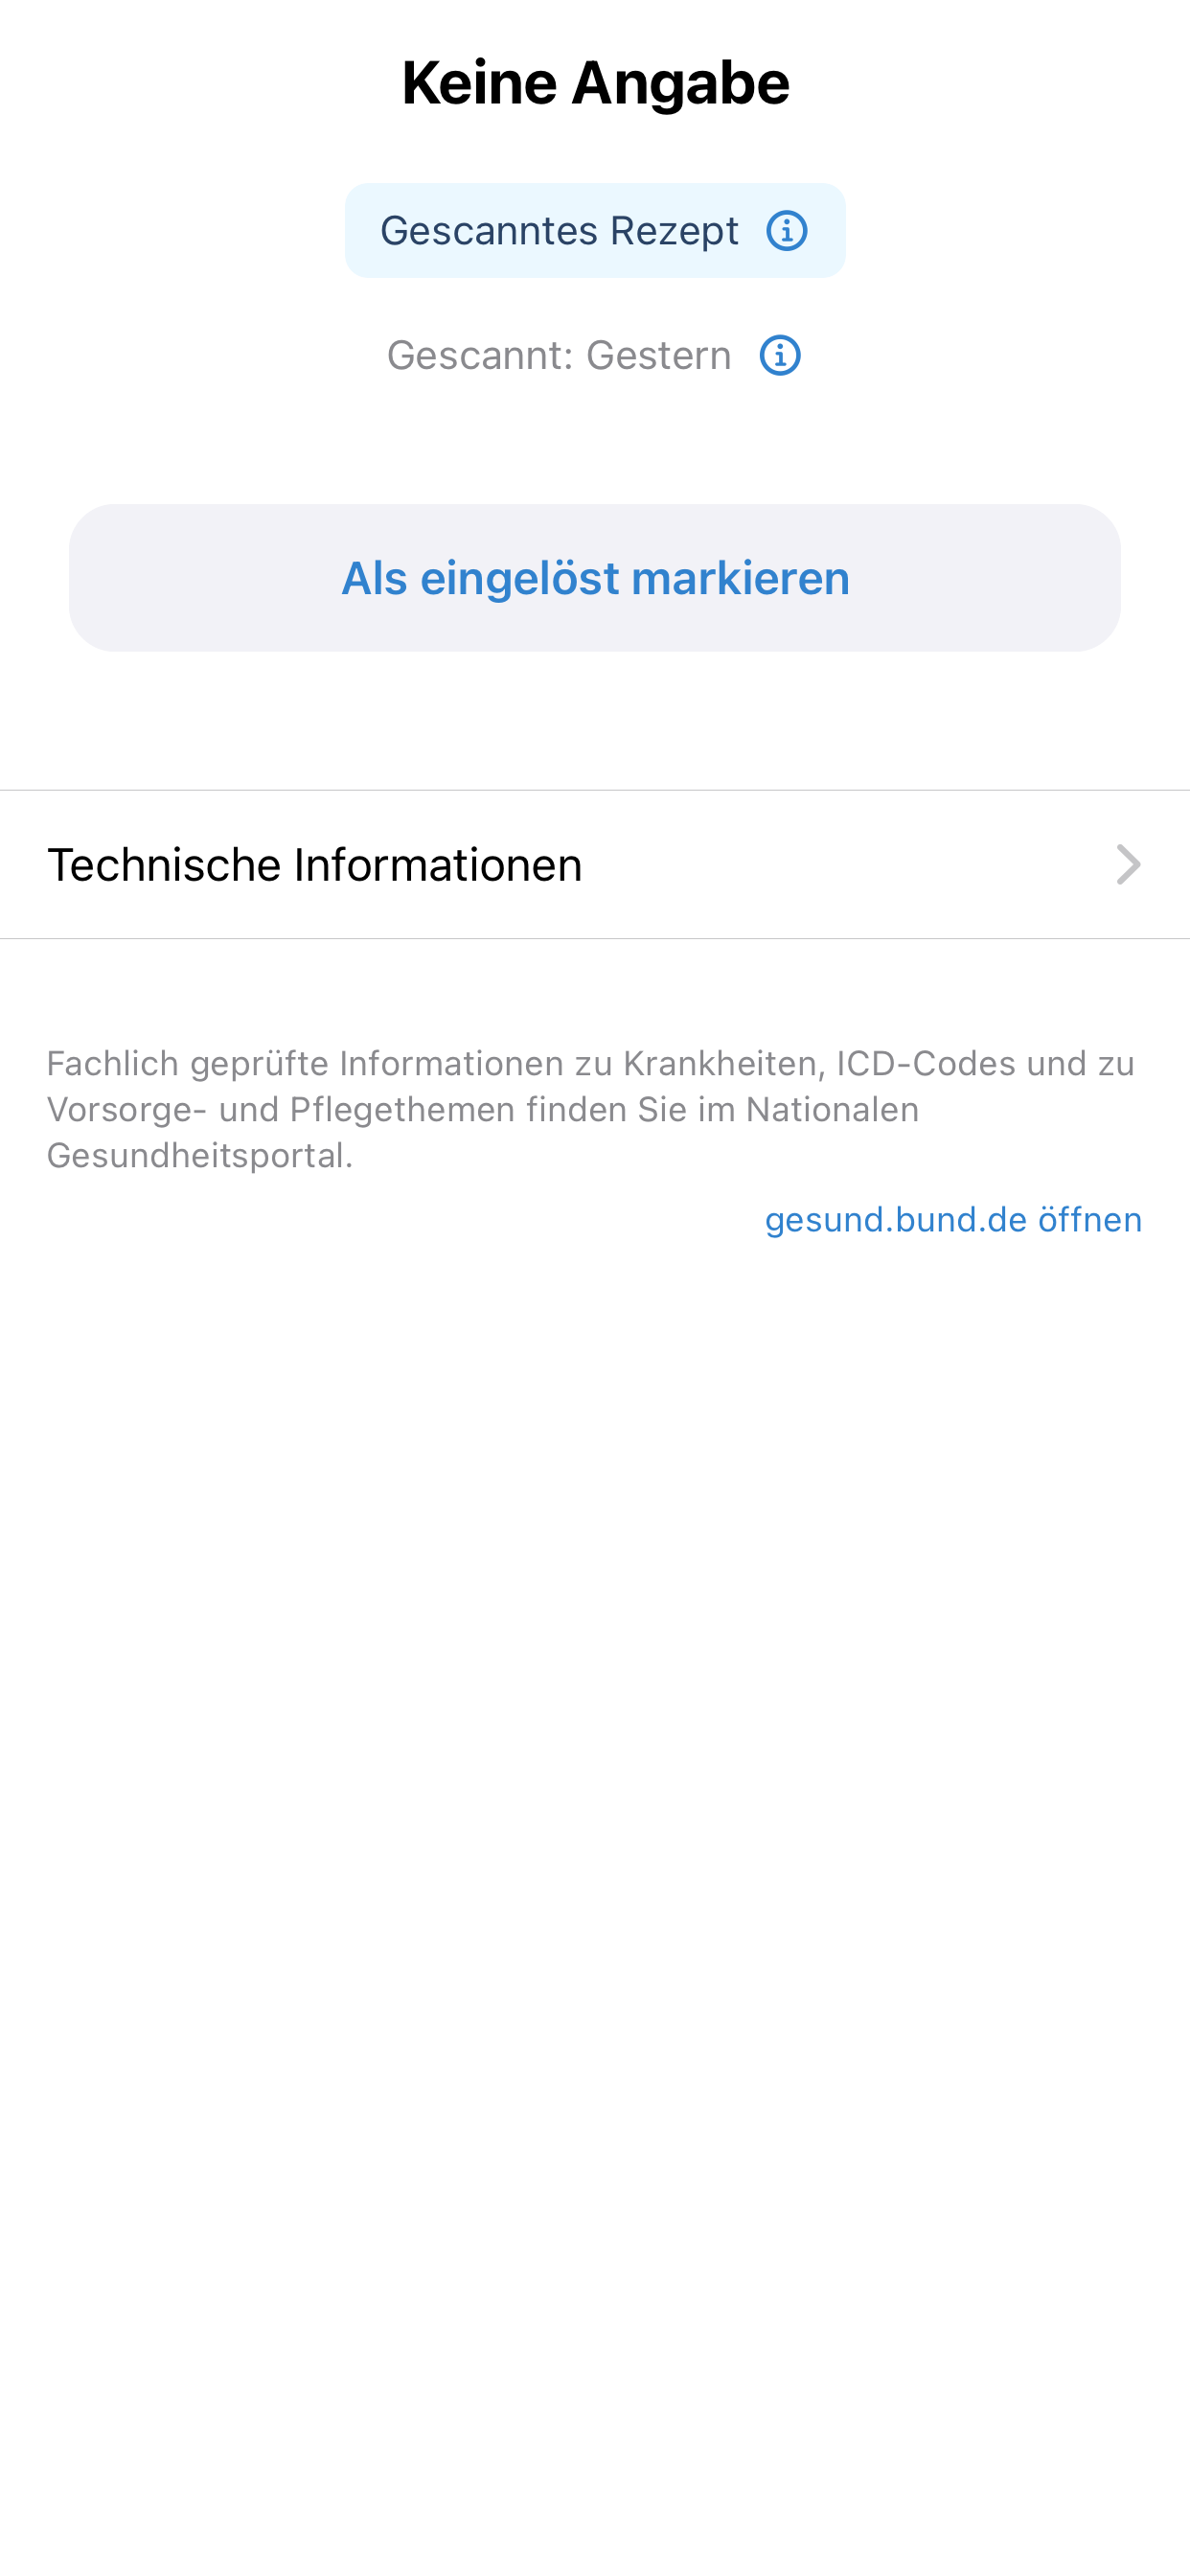 Keine Angabe
Gescanntes Rezept
Gescannt: Gestern
Als eingelöst markieren
Technische Informationen
Fachlich geprüfte Informationen zu Krankheiten, ICD-Codes und zu
Vorsorge- und Pflegethemen finden Sie im Nationalen
Gesundheitsportal.
gesund.bund.de öffnen